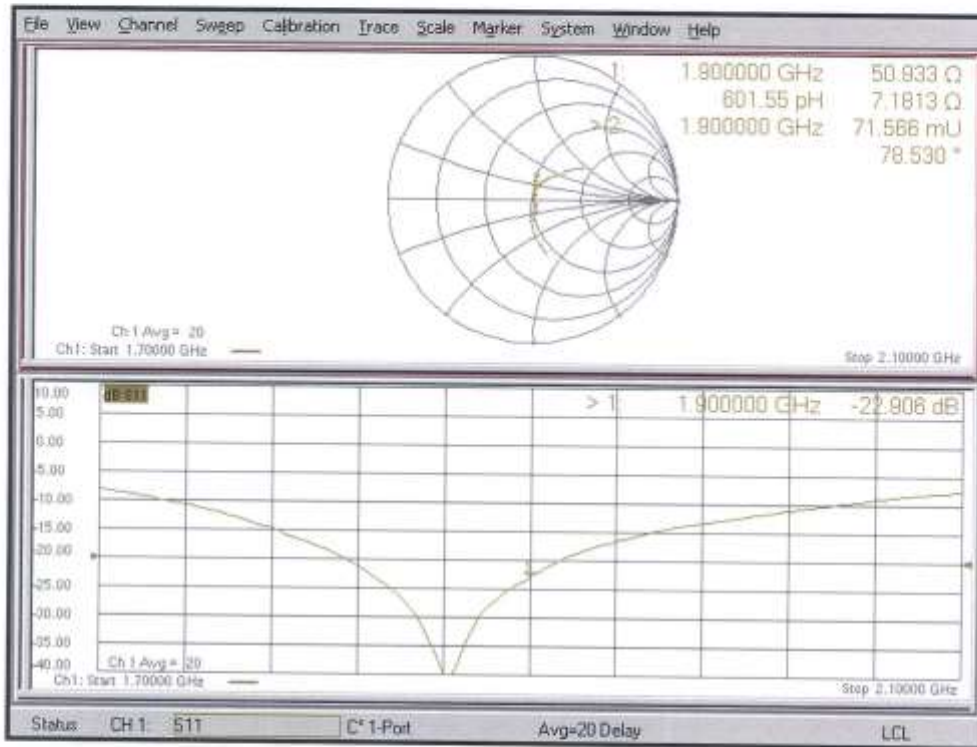 File View Channel Sweep Calibration Trace Scale Marker System Window Help
1: 1.900000 GHz 50.933 Ω
601.55 pH 7.1813 Ω
> 2: 1.900000 GHz 71.566 mU
78.530 °
Ch 1 Avg = 20
Ch1: Start 1.70000 GHz
Stop 2.10000 GHz
10.00
dB S11
> 1: 1.900000 GHz -22.906 dB
5.00
0.00
-5.00
-10.00
-15.00
-20.00
-25.00
-30.00
-35.00
-40.00
Ch 1 Avg = 20
Ch1: Start 1.70000 GHz
Stop 2.10000 GHz
Status CH 1: S11 C* 1-Port Avg=20 Delay LCL